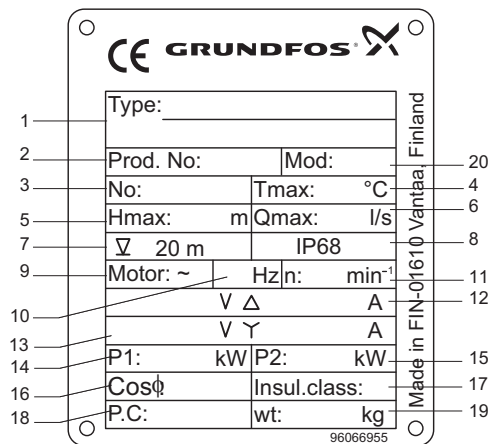 CE GRUNDFOS
1 Type:
2 Prod. No: Mod: 20
3 No: Tmax: °C 4
5 Hmax: m Qmax: l/s 6
7 ∇ 20 m IP68 8
9 Motor: ~ Hz n: min⁻¹ 11
10
V △ A 12
13 V Y A
14 P1: kW P2: kW 15
16 Cosϕ Insul.class: 17
18 P.C: wt: kg 19
96066955
Made in FIN-01610 Vantaa, Finland